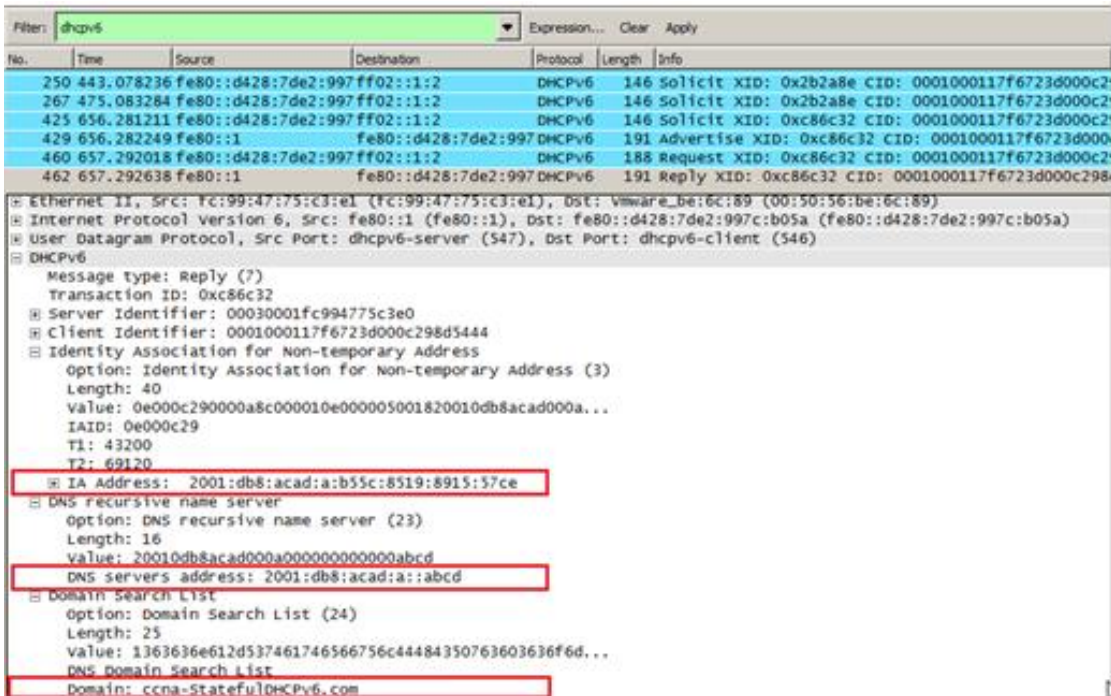 Filter: dhcpv6 Expression... Clear Apply
No. Time Source Destination Protocol Length Info
250 443.078236 fe80::d428:7de2:997 ff02::1:2 DHCPv6 146 Solicit XID: 0x2b2a8e CID: 0001000117f6723d000c2
267 475.083284 fe80::d428:7de2:997 ff02::1:2 DHCPv6 146 Solicit XID: 0x2b2a8e CID: 0001000117f6723d000c2
425 656.281211 fe80::d428:7de2:997 ff02::1:2 DHCPv6 146 Solicit XID: 0xc86c32 CID: 0001000117f6723d000c2
429 656.282249 fe80::1 fe80::d428:7de2:997 DHCPv6 191 Advertise XID: 0xc86c32 CID: 0001000117f6723d000
460 657.292018 fe80::d428:7de2:997 ff02::1:2 DHCPv6 188 Request XID: 0xc86c32 CID: 0001000117f6723d000c2
462 657.292638 fe80::1 fe80::d428:7de2:997 DHCPv6 191 Reply XID: 0xc86c32 CID: 0001000117f6723d000c298
Ethernet II, Src: fc:99:47:75:c3:e1 (fc:99:47:75:c3:e1), Dst: Vmware_be:6c:89 (00:50:56:be:6c:89)
Internet Protocol Version 6, Src: fe80::1 (fe80::1), Dst: fe80::d428:7de2:997c:b05a (fe80::d428:7de2:997c:b05a)
User Datagram Protocol, Src Port: dhcpv6-server (547), Dst Port: dhcpv6-client (546)
DHCPv6
Message type: Reply (7)
Transaction ID: 0xc86c32
Server Identifier: 00030001fc994775c3e0
Client Identifier: 0001000117f6723d000c298d5444
Identity Association for Non-temporary Address
Option: Identity Association for Non-temporary Address (3)
Length: 40
Value: 0e000c290000a8c000010e000005001820010db8acad000a...
IAID: 0e000c29
T1: 43200
T2: 69120
IA Address: 2001:db8:acad:a:b55c:8519:8915:57ce
DNS recursive name server
Option: DNS recursive name server (23)
Length: 16
Value: 20010db8acad000a000000000000abcd
DNS servers address: 2001:db8:acad:a::abcd
Domain Search List
Option: Domain Search List (24)
Length: 25
Value: 1363636e612d537461746566756c44484350763603636f6d...
DNS Domain Search List
Domain: ccna-StatefulDHCPv6.com